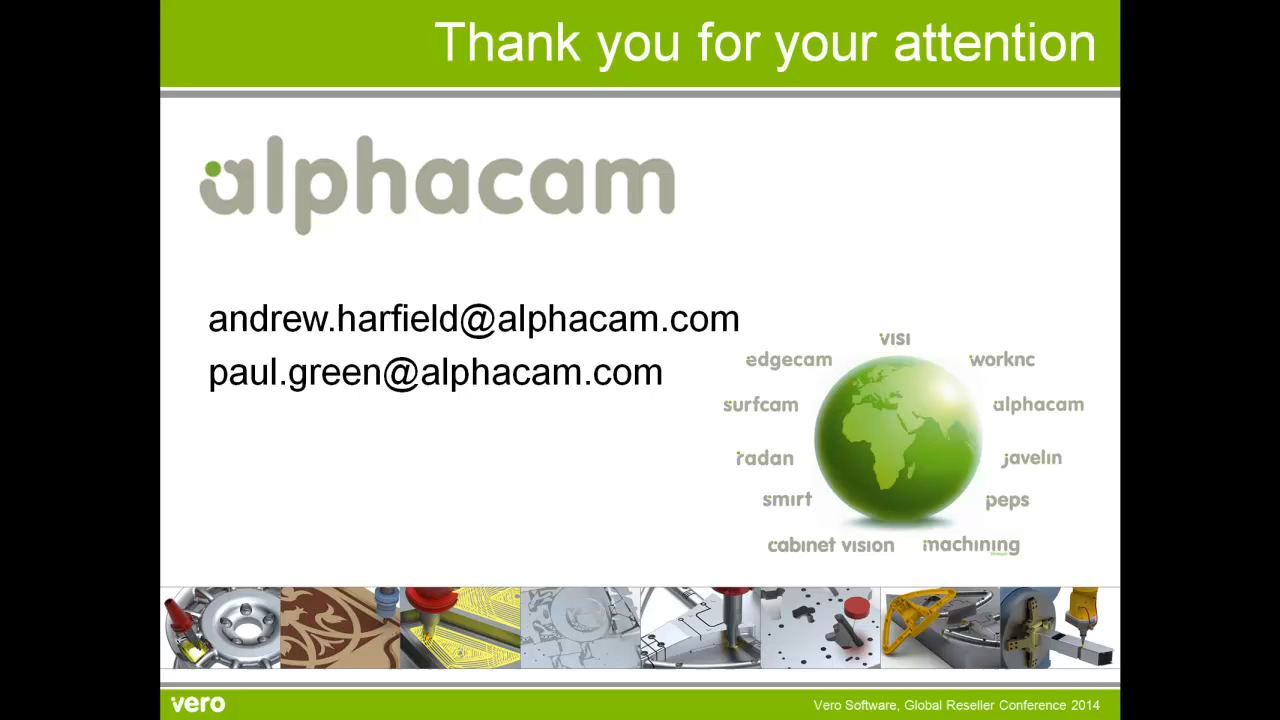 Thank you for your attention
alphacam
andrew.harfield@alphacam.com
paul.green@alphacam.com
visi
edgecam
worknc
surfcam
alphacam
radan
javelin
smirt
peps
cabinet vision
machining
vero
Vero Software, Global Reseller Conference 2014